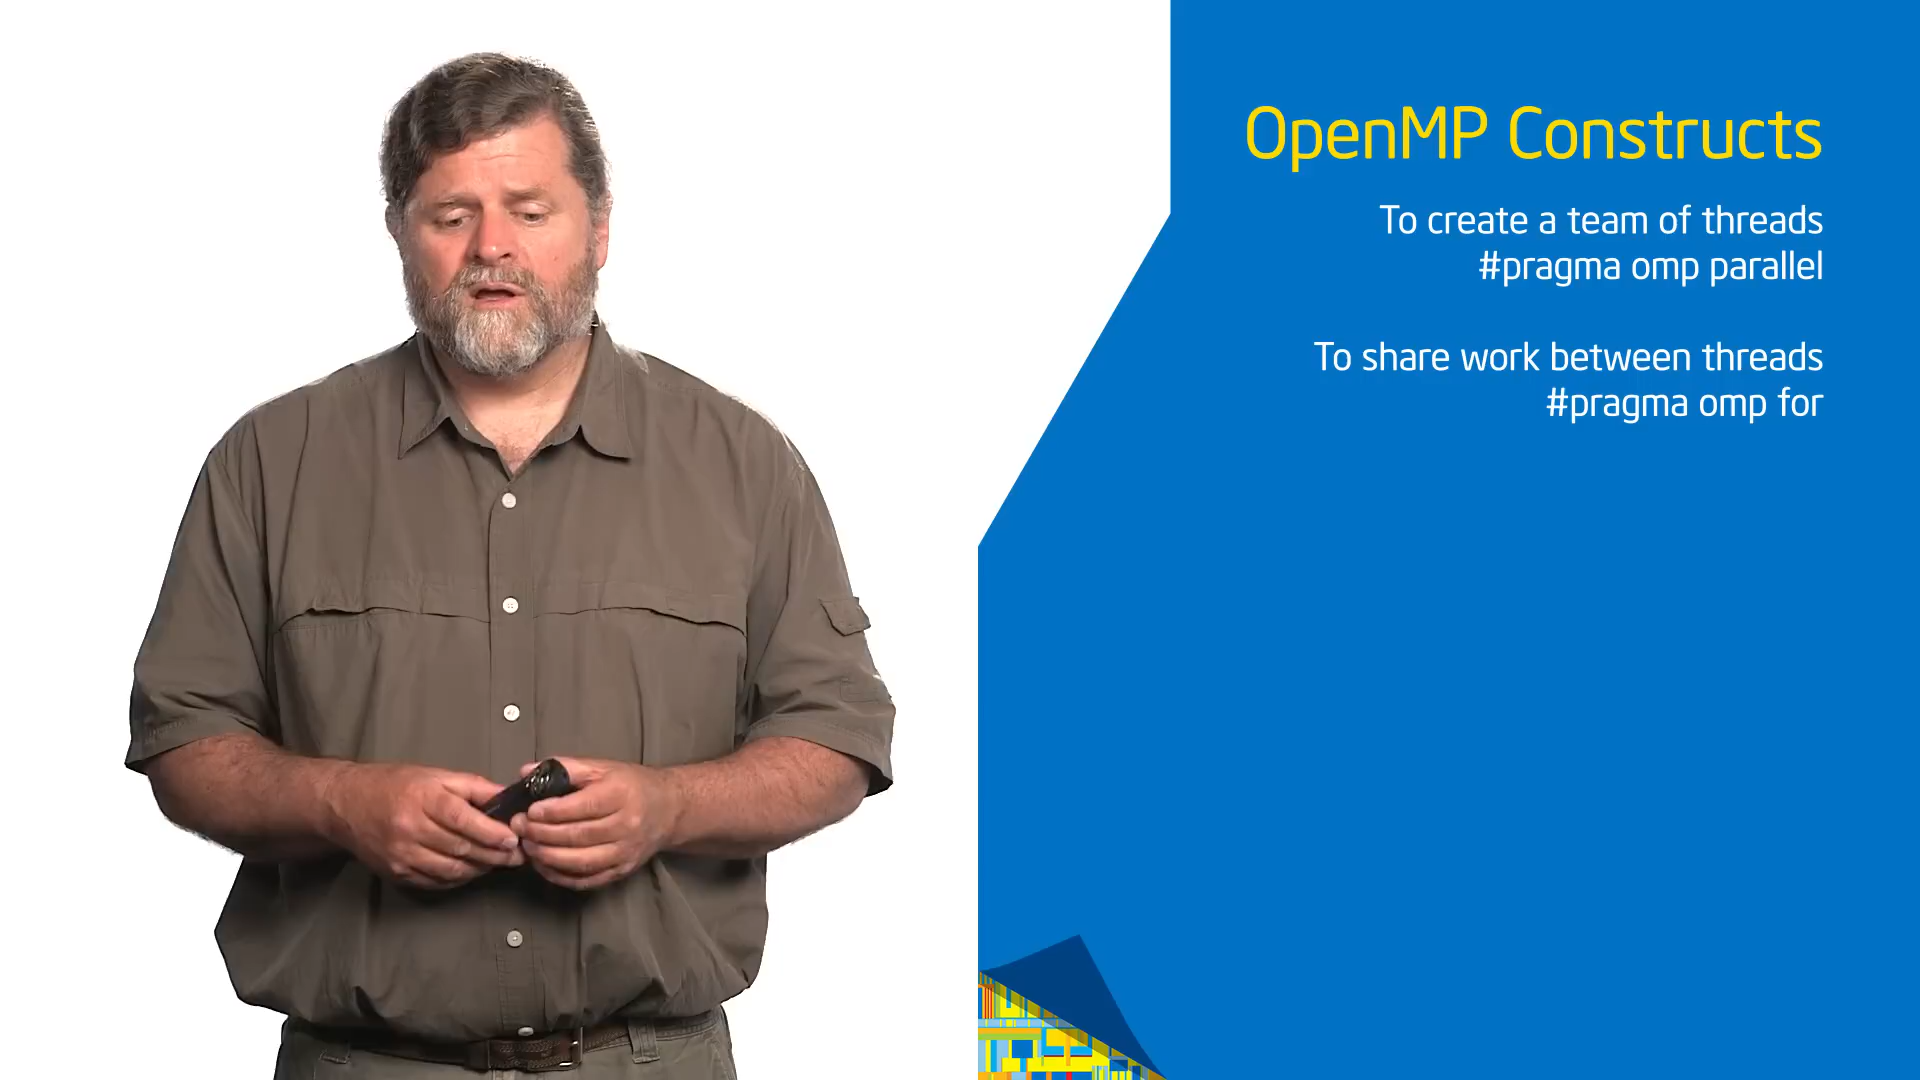 OpenMP Constructs
To create a team of threads
#pragma omp parallel
To share work between threads
#pragma omp for